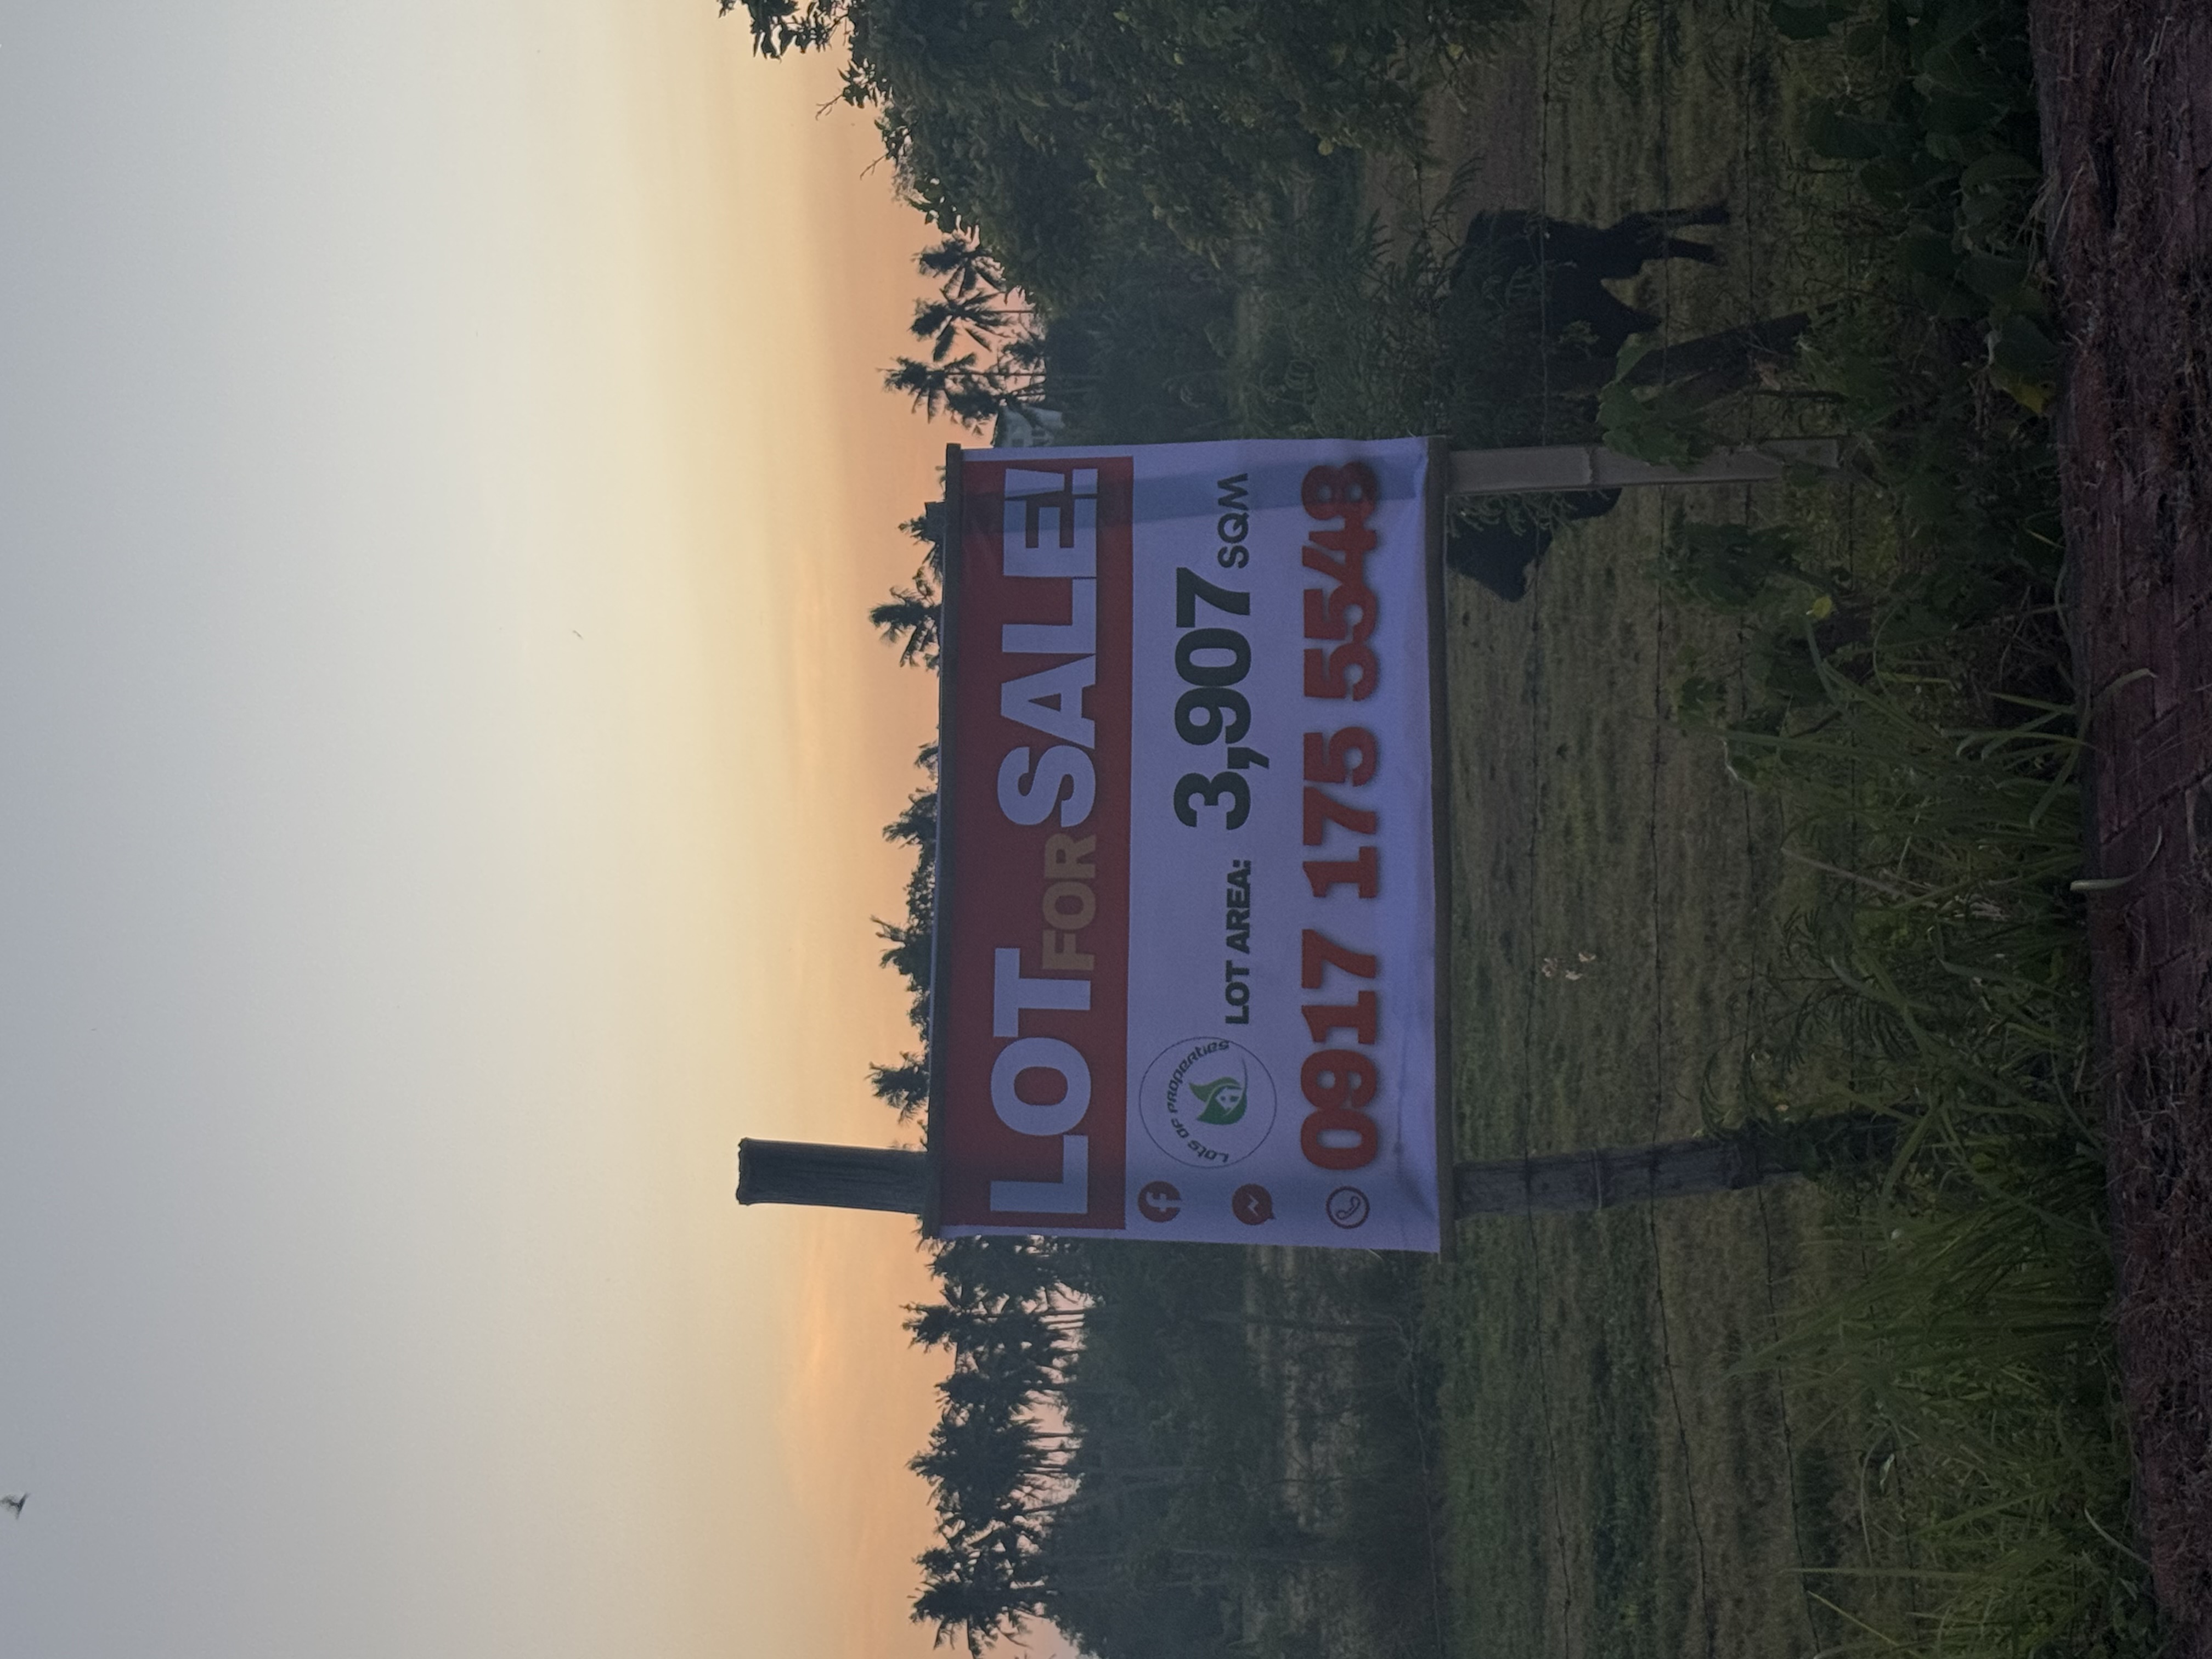 LOT FOR SALE!
LOTS OF PROPERTIES
LOT AREA: 3,907 SQM
0917 175 5548